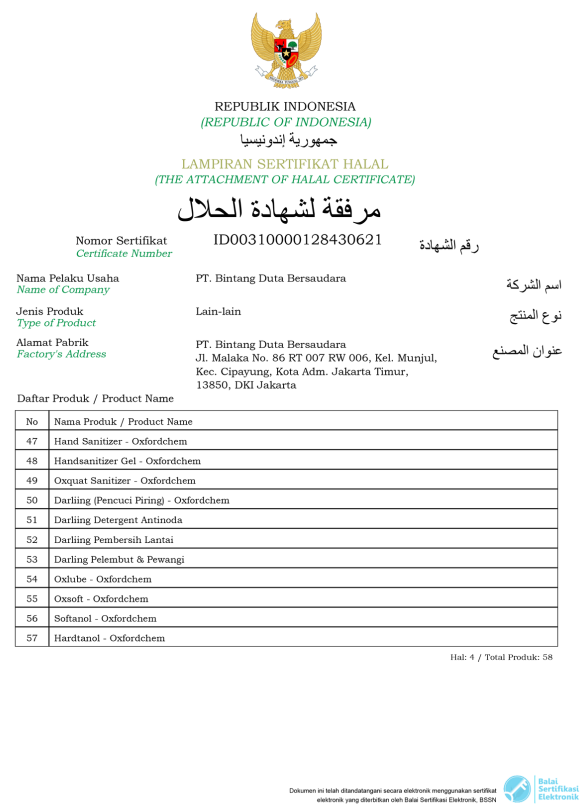 REPUBLIK INDONESIA
(REPUBLIC OF INDONESIA)
جمهورية إندونيسيا
LAMPIRAN SERTIFIKAT HALAL
(THE ATTACHMENT OF HALAL CERTIFICATE)
مرفقة لشهادة الحلال
Nomor Sertifikat ID00310000128430621 رقم الشهادة
Certificate Number
Nama Pelaku Usaha PT. Bintang Duta Bersaudara اسم الشركة
Name of Company
Jenis Produk Lain-lain نوع المنتج
Type of Product
Alamat Pabrik PT. Bintang Duta Bersaudara عنوان المصنع
Factory's Address Jl. Malaka No. 86 RT 007 RW 006, Kel. Munjul,
Kec. Cipayung, Kota Adm. Jakarta Timur,
13850, DKI Jakarta
Daftar Produk / Product Name
No Nama Produk / Product Name
47 Hand Sanitizer - Oxfordchem
48 Handsanitizer Gel - Oxfordchem
49 Oxquat Sanitizer - Oxfordchem
50 Darliing (Pencuci Piring) - Oxfordchem
51 Darliing Detergent Antinoda
52 Darliing Pembersih Lantai
53 Darling Pelembut & Pewangi
54 Oxlube - Oxfordchem
55 Oxsoft - Oxfordchem
56 Softanol - Oxfordchem
57 Hardtanol - Oxfordchem
Hal: 4 / Total Produk: 58
Dokumen ini telah ditandatangani secara elektronik menggunakan sertifikat
elektronik yang diterbitkan oleh Balai Sertifikasi Elektronik, BSSN
Balai
Sertifikasi
Elektronik